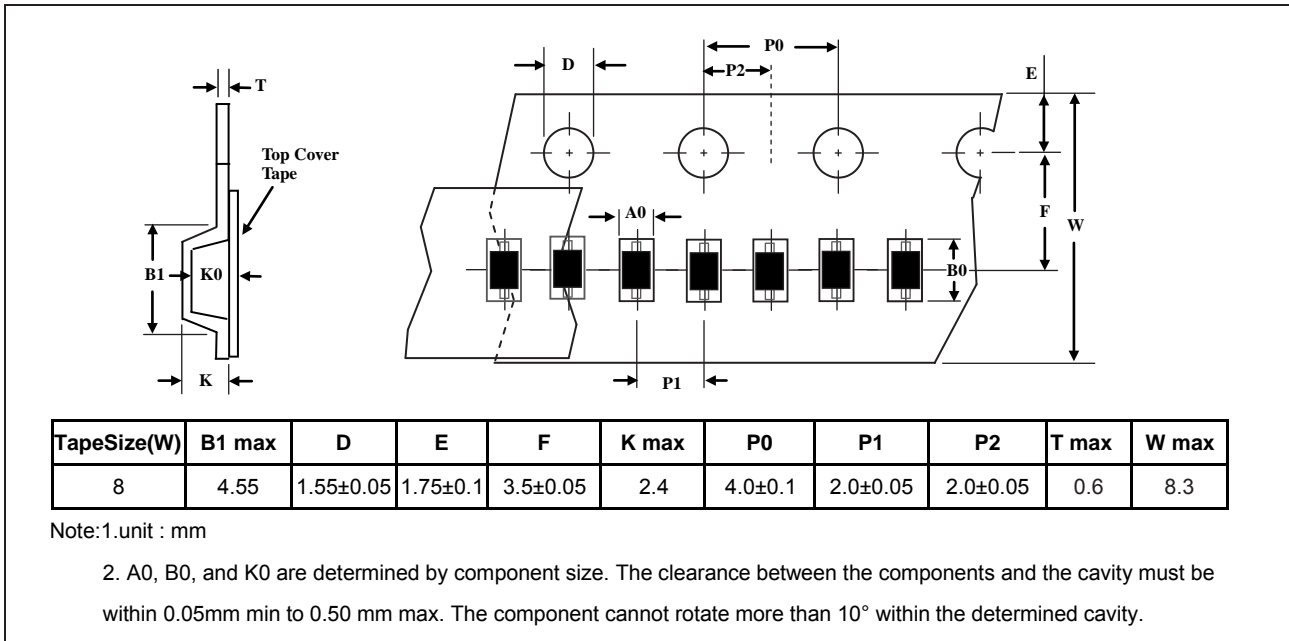 P0
D
P2
E
T
Top Cover
Tape
A0
F
W
B1
K0
B0
K
P1
TapeSize(W) B1 max D E F K max P0 P1 P2 T max W max
8 4.55 1.55±0.05 1.75±0.1 3.5±0.05 2.4 4.0±0.1 2.0±0.05 2.0±0.05 0.6 8.3
Note:1.unit : mm
2. A0, B0, and K0 are determined by component size. The clearance between the components and the cavity must be
within 0.05mm min to 0.50 mm max. The component cannot rotate more than 10° within the determined cavity.